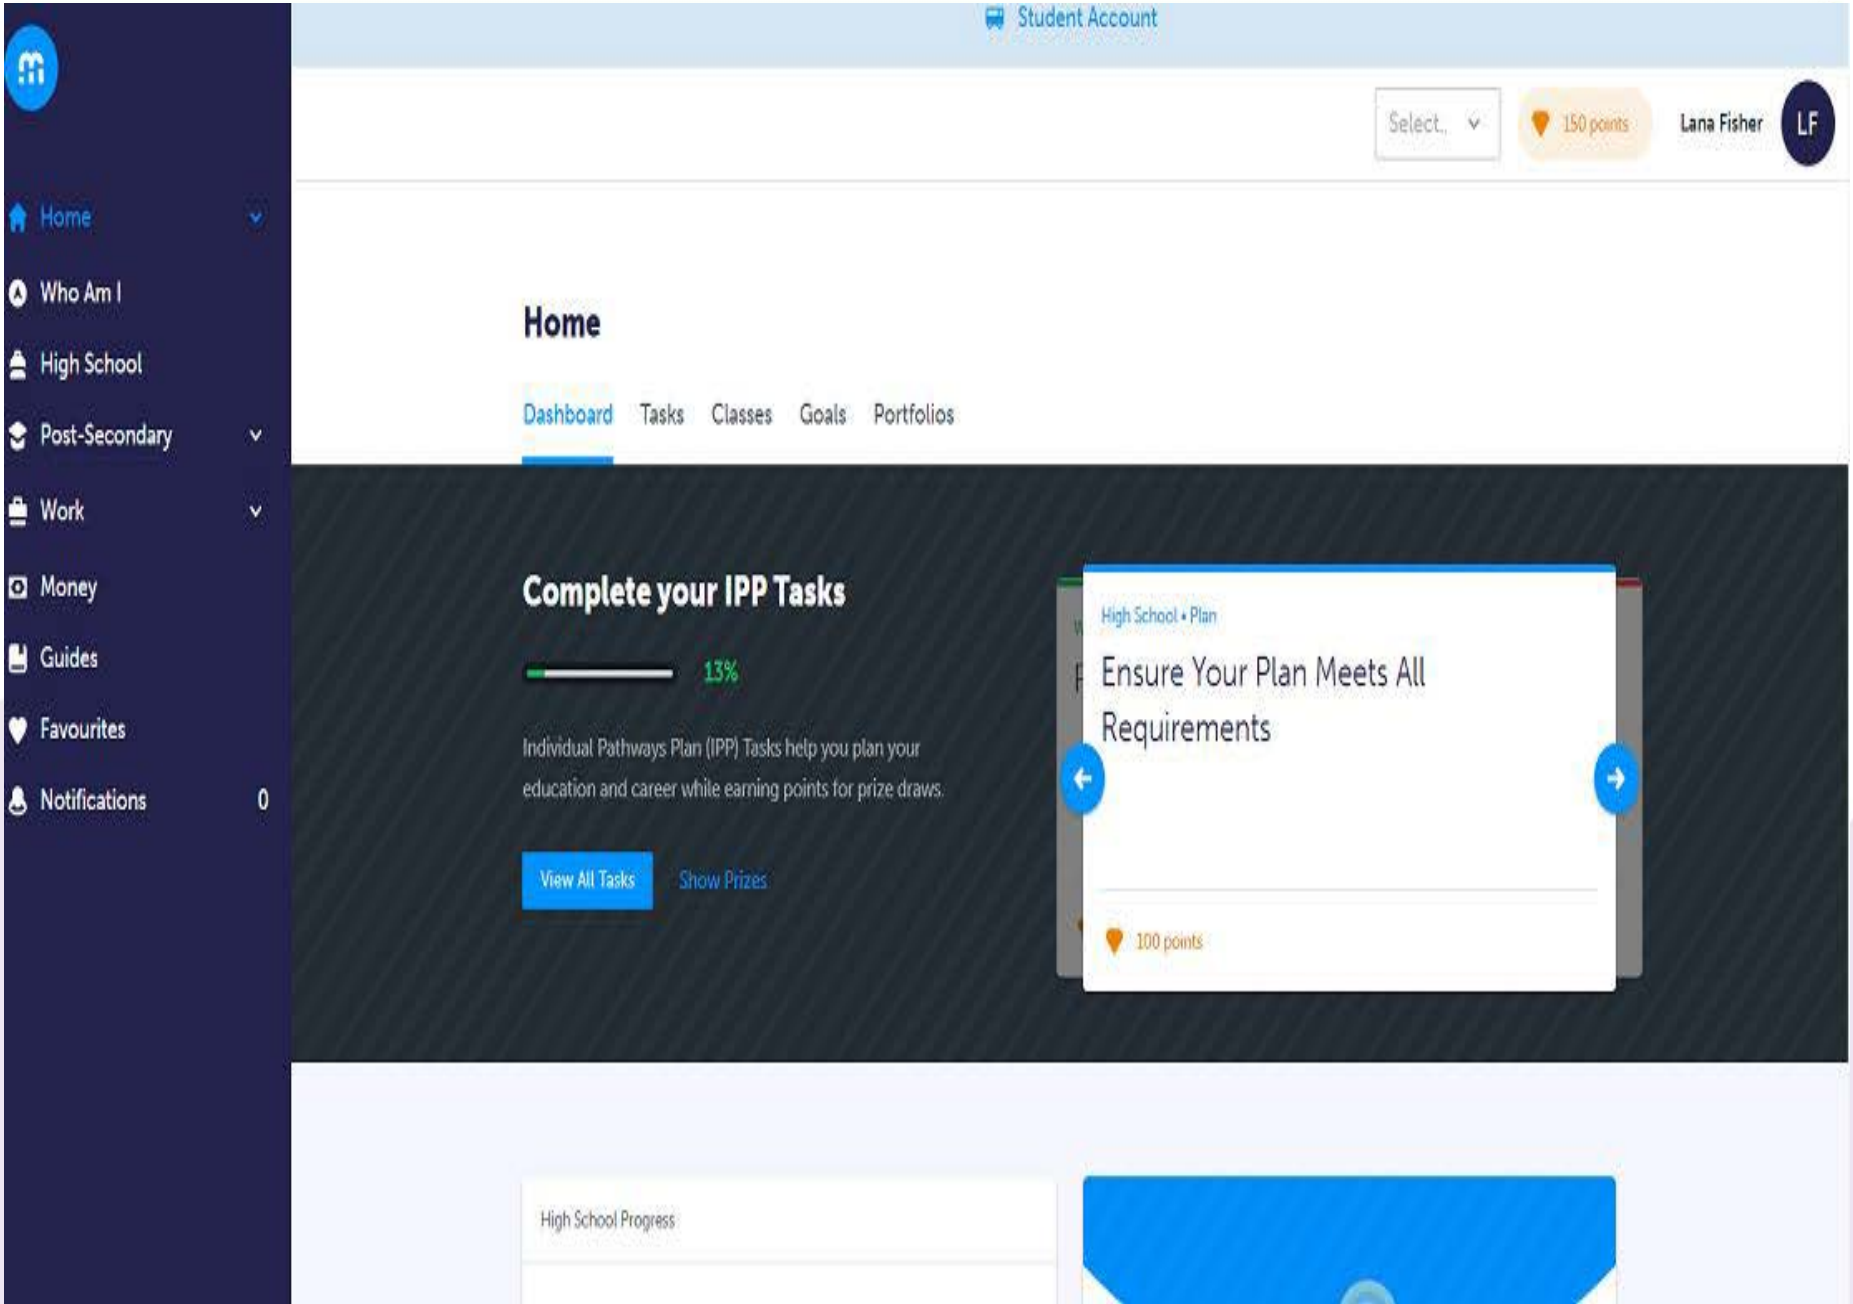 Student Account
Select..
150 points
Lana Fisher
LF
Home
Who Am I
High School
Post-Secondary
Work
Money
Guides
Favourites
Notifications 0
Home
Dashboard Tasks Classes Goals Portfolios
Complete your IPP Tasks
13%
Individual Pathways Plan (IPP) Tasks help you plan your
education and career while earning points for prize draws.
View All Tasks Show Prizes
High School • Plan
Ensure Your Plan Meets All
Requirements
100 points
High School Progress